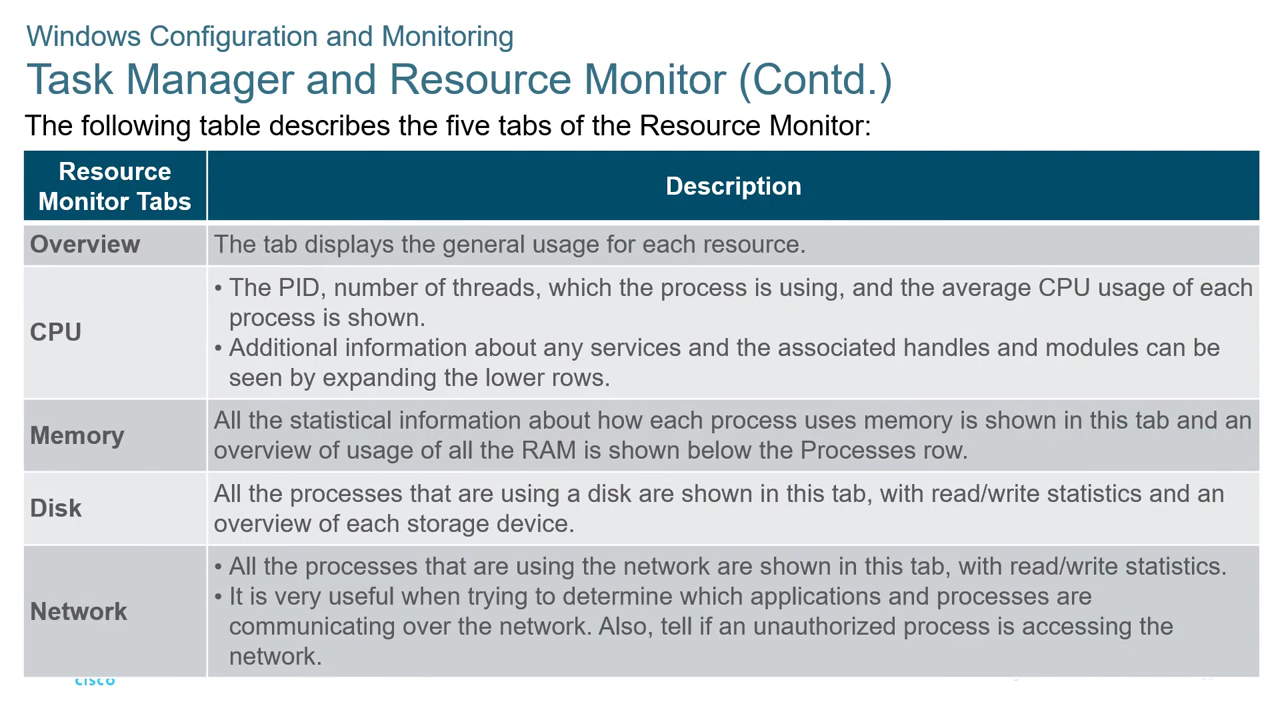 Windows Configuration and Monitoring
Task Manager and Resource Monitor (Contd.)
The following table describes the five tabs of the Resource Monitor:
Resource
Monitor Tabs
Description
Overview
The tab displays the general usage for each resource.
CPU
• The PID, number of threads, which the process is using, and the average CPU usage of each
process is shown.
• Additional information about any services and the associated handles and modules can be
seen by expanding the lower rows.
Memory
All the statistical information about how each process uses memory is shown in this tab and an
overview of usage of all the RAM is shown below the Processes row.
Disk
All the processes that are using a disk are shown in this tab, with read/write statistics and an
overview of each storage device.
Network
• All the processes that are using the network are shown in this tab, with read/write statistics.
• It is very useful when trying to determine which applications and processes are
communicating over the network. Also, tell if an unauthorized process is accessing the
network.
cisco